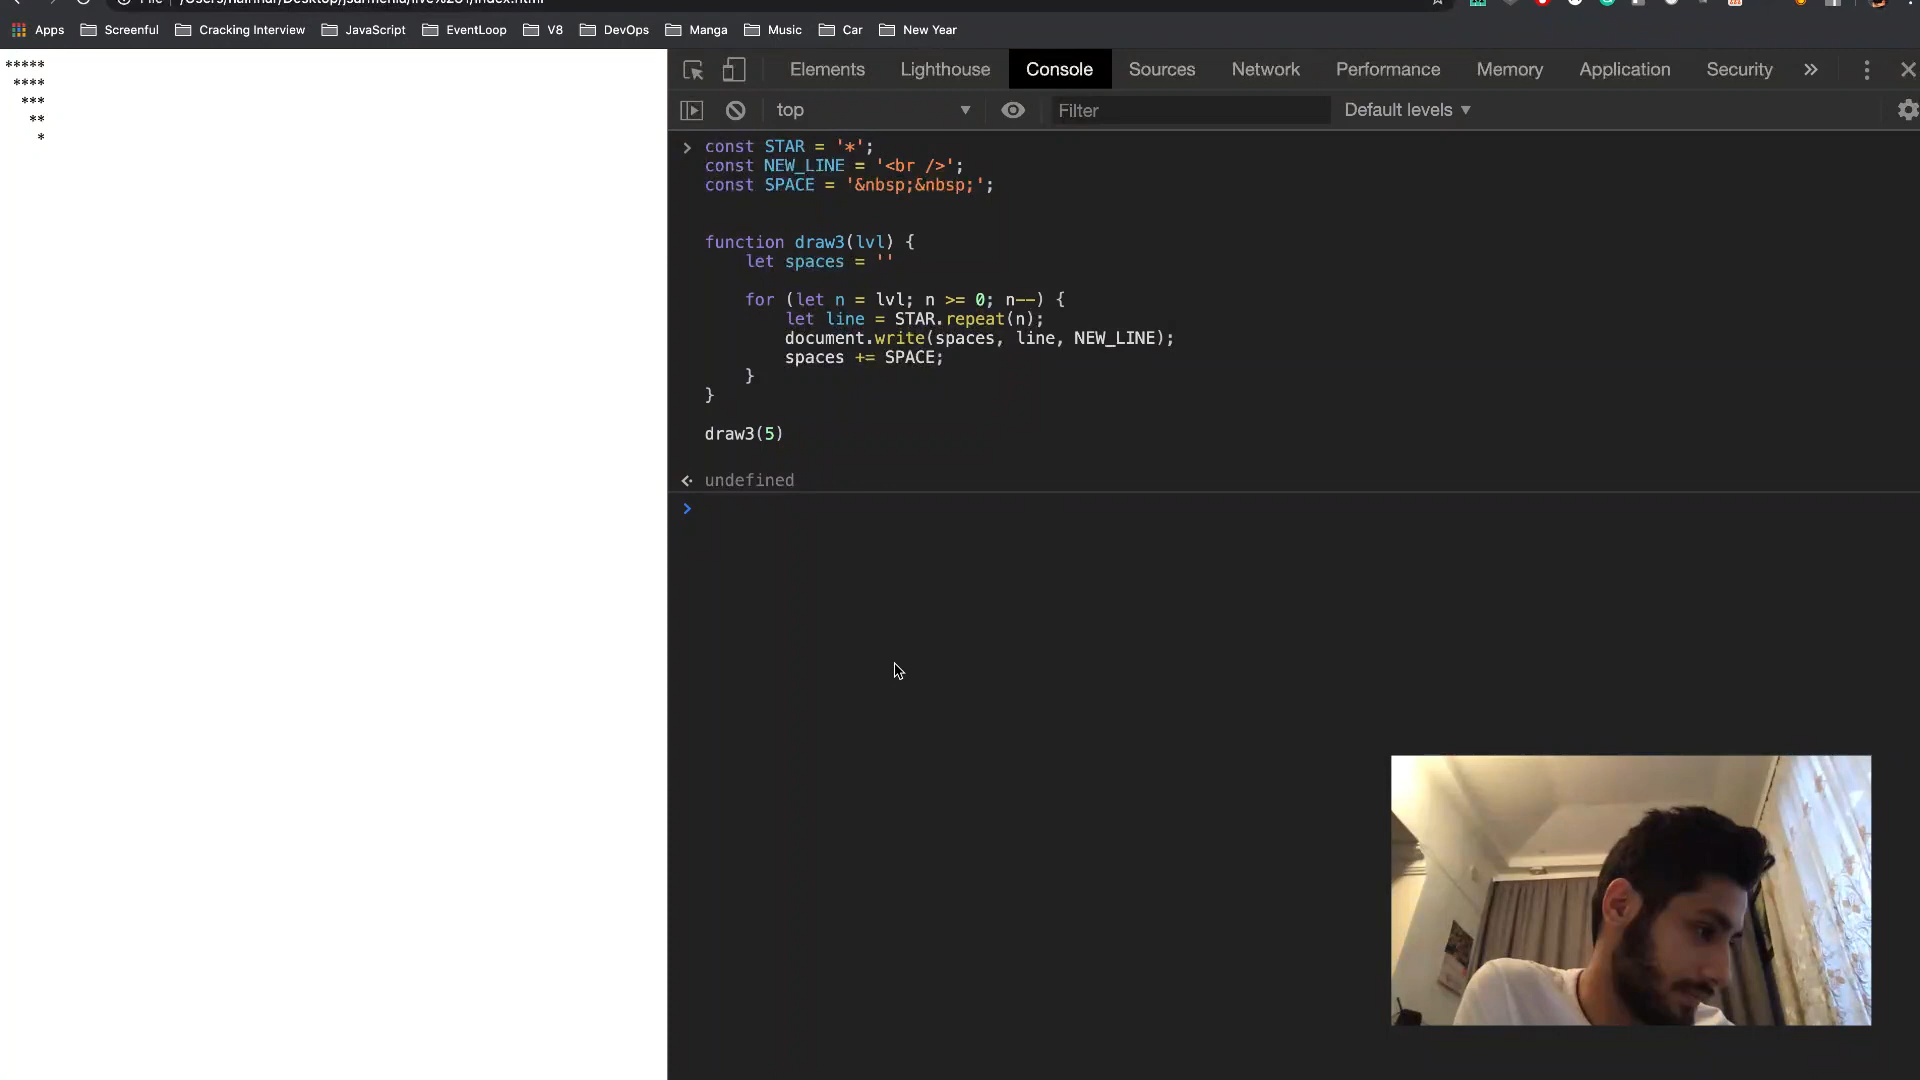 Apps Screenful Cracking Interview JavaScript EventLoop V8 DevOps Manga Music Car New Year
*****
****
***
**
*
Elements Lighthouse Console Sources Network Performance Memory Application Security »
top Filter Default levels
const STAR = '*';
const NEW_LINE = '<br />';
const SPACE = '&nbsp;&nbsp;';
function draw3(lvl) {
let spaces = ''
for (let n = lvl; n >= 0; n--) {
let line = STAR.repeat(n);
document.write(spaces, line, NEW_LINE);
spaces += SPACE;
}
}
draw3(5)
undefined